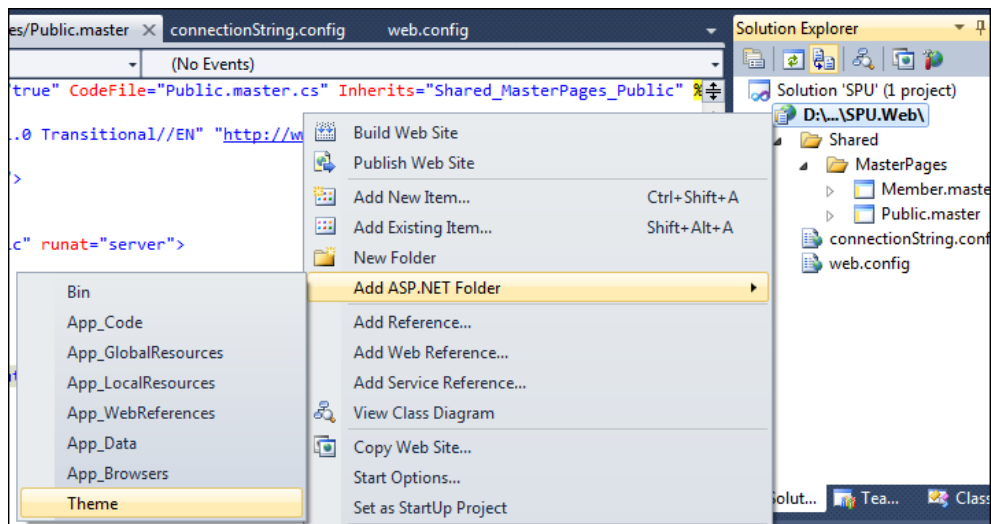 es/Public.master × connectionString.config web.config
Solution Explorer
(No Events)
"true" CodeFile="Public.master.cs" Inherits="Shared_MasterPages_Public" %
Solution 'SPU' (1 project)
D:\...\SPU.Web\
.0 Transitional//EN" "http://w
Shared
MasterPages
">
Member.maste
Public.master
c" runat="server">
connectionString.conf
web.config
Build Web Site
Publish Web Site
Add New Item... Ctrl+Shift+A
Add Existing Item... Shift+Alt+A
New Folder
Add ASP.NET Folder
Add Reference...
Add Web Reference...
Add Service Reference...
View Class Diagram
Copy Web Site...
Start Options...
Set as StartUp Project
Bin
App_Code
App_GlobalResources
App_LocalResources
App_WebReferences
App_Data
App_Browsers
Theme
Solut... Tea... Clas